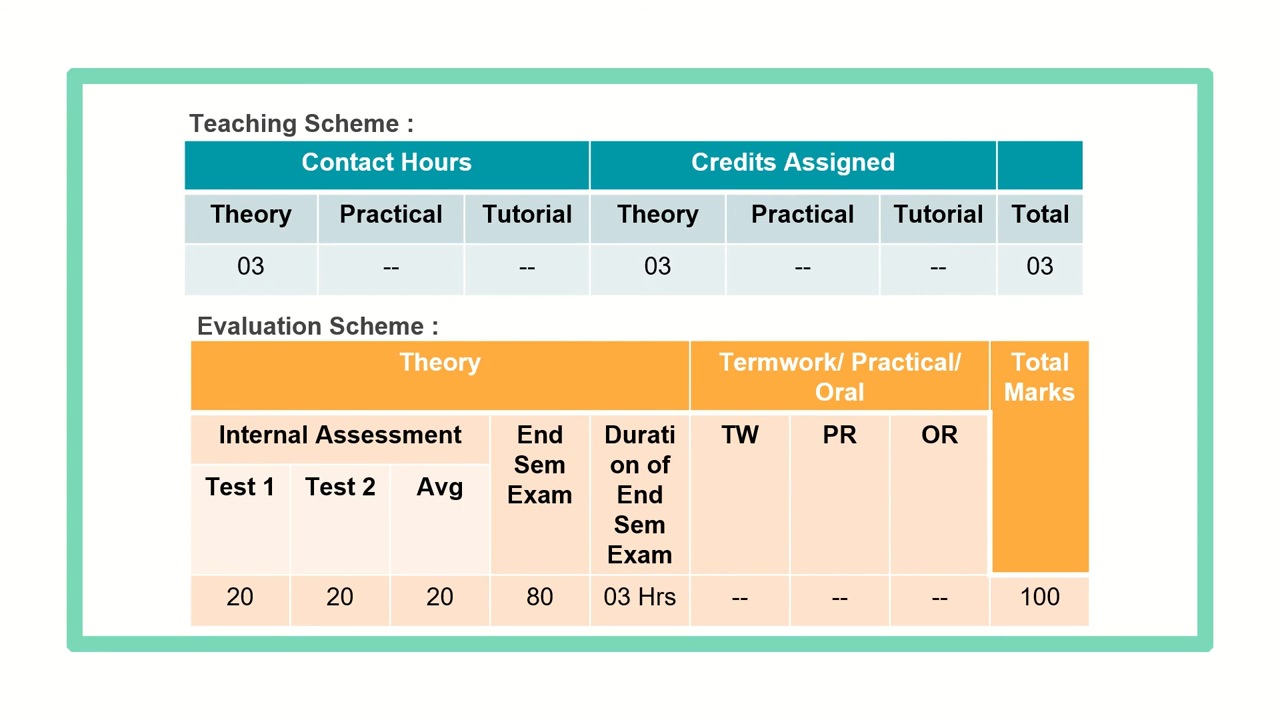 Teaching Scheme :
Contact Hours Credits Assigned
Theory Practical Tutorial Theory Practical Tutorial Total
03 -- -- 03 -- -- 03
Evaluation Scheme :
Theory Termwork/ Practical/ Oral Total Marks
Internal Assessment End Sem Exam Durati on of End Sem Exam TW PR OR
Test 1 Test 2 Avg
20 20 20 80 03 Hrs -- -- -- 100